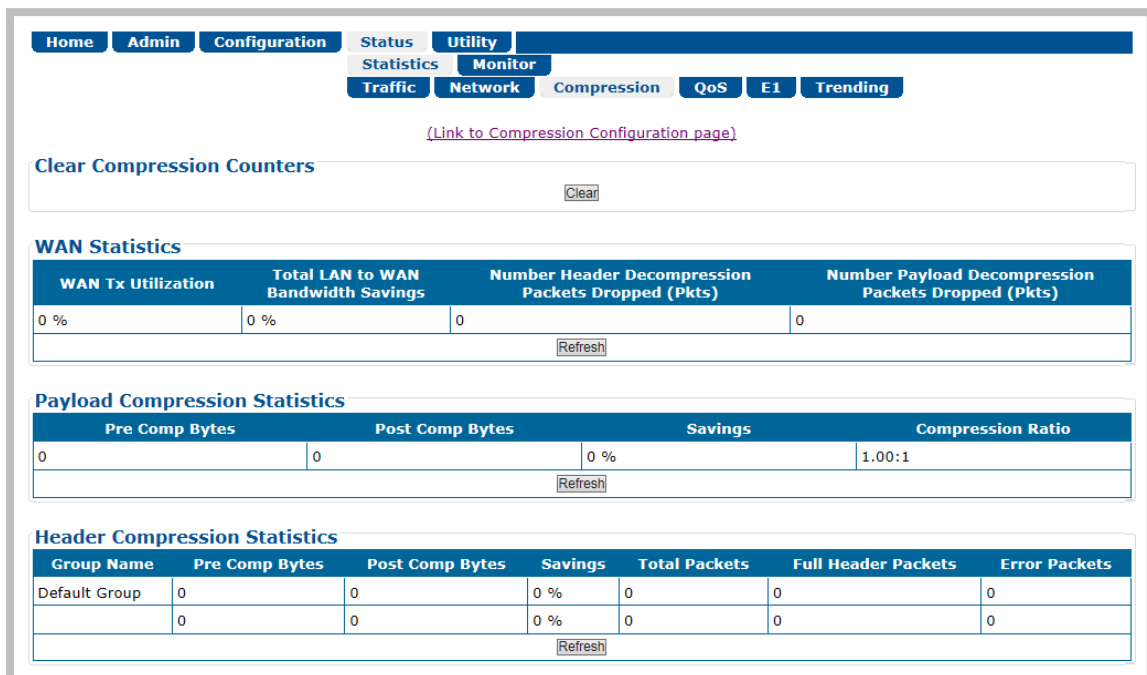 Home Admin Configuration Status Utility
Statistics Monitor
Traffic Network Compression QoS E1 Trending
(Link to Compression Configuration page)
Clear Compression Counters
Clear
WAN Statistics
WAN Tx Utilization Total LAN to WAN Bandwidth Savings Number Header Decompression Packets Dropped (Pkts) Number Payload Decompression Packets Dropped (Pkts)
0 % 0 % 0 0
Refresh
Payload Compression Statistics
Pre Comp Bytes Post Comp Bytes Savings Compression Ratio
0 0 0 % 1.00:1
Refresh
Header Compression Statistics
Group Name Pre Comp Bytes Post Comp Bytes Savings Total Packets Full Header Packets Error Packets
Default Group 0 0 0 % 0 0 0
0 0 0 % 0 0 0
Refresh